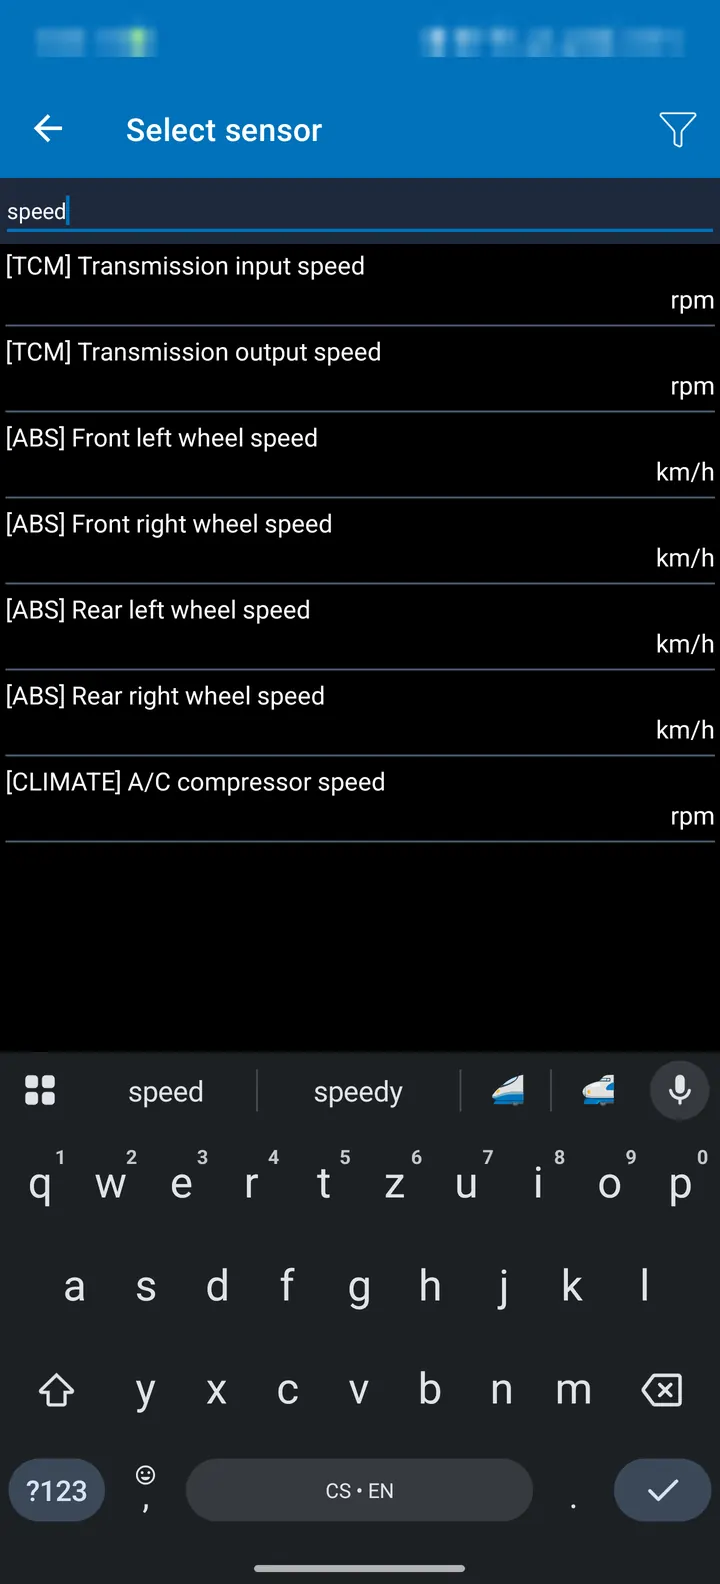 Select sensor
speed
[TCM] Transmission input speed
rpm
[TCM] Transmission output speed
rpm
[ABS] Front left wheel speed
km/h
[ABS] Front right wheel speed
km/h
[ABS] Rear left wheel speed
km/h
[ABS] Rear right wheel speed
km/h
[CLIMATE] A/C compressor speed
rpm
speed speedy
1 2 3 4 5 6 7 8 9 0
q w e r t z u i o p
a s d f g h j k l
y x c v b n m
?123 , CS • EN .